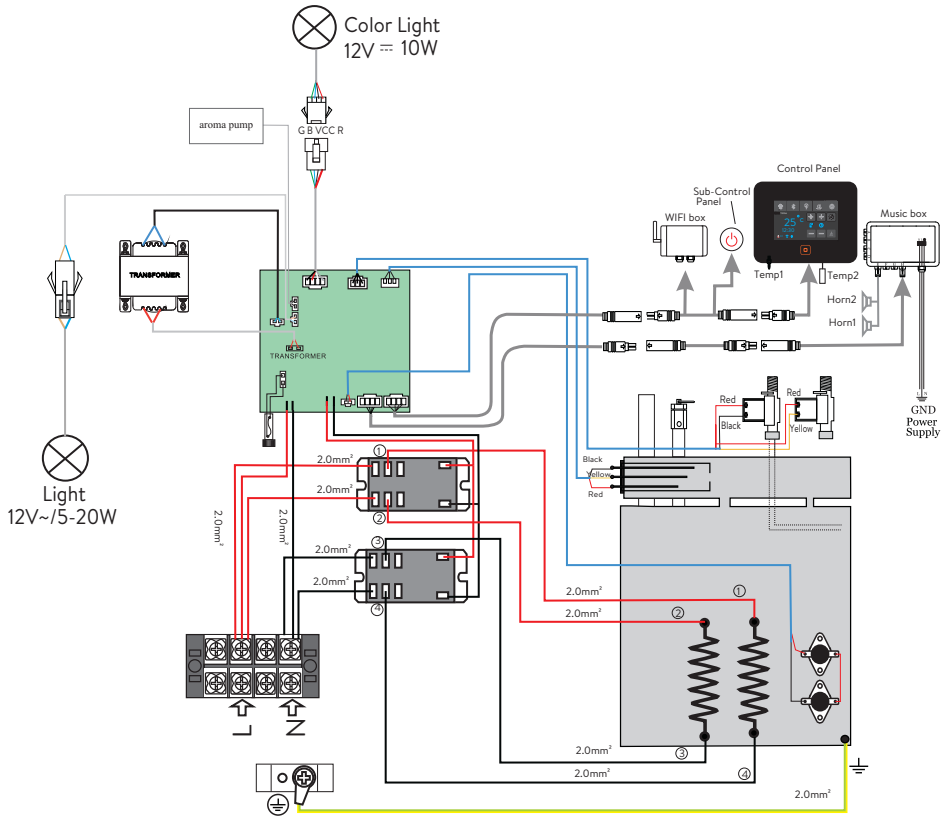 Color Light
12V ⎓ 10W
G B VCC R
aroma pump
Control Panel
Sub-Control
Panel
WIFI box
Music box
25 °C
Temp1
Temp2
Horn2
Horn1
TRANSFORMER
TRANSFORMER
L N
GND
Power
Supply
Red
Black
Red
Yellow
Black
Yellow
Red
Light
12V~/5-20W
2.0mm²
2.0mm²
2.0mm²
2.0mm²
2.0mm²
2.0mm²
①
②
③
④
2.0mm²
2.0mm²
①
②
③
④
2.0mm²
2.0mm²
2.0mm²
L
N